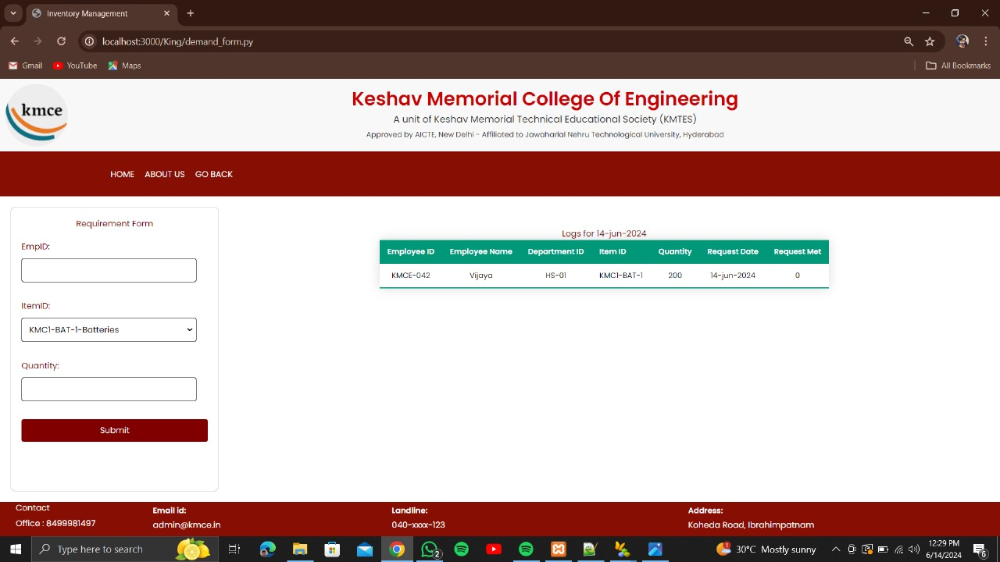 Inventory Management
localhost:3000/King/demand_form.py
Gmail YouTube Maps All Bookmarks
kmce
Keshav Memorial College Of Engineering
A unit of Keshav Memorial Technical Educational Society (KMTES)
Approved by AICTE, New Delhi - Affiliated to Jawaharlal Nehru Technological University, Hyderabad
HOME ABOUT US GO BACK
Requirement Form
EmpID:
ItemID:
KMC1-BAT-1-Batteries
Quantity:
Submit
Logs for 14-jun-2024
Employee ID Employee Name Department ID Item ID Quantity Request Date Request Met
KMCE-042 Vijaya HS-01 KMC1-BAT-1 200 14-jun-2024 0
Contact
Office : 8499981497
Email id:
admin@kmce.in
Landline:
040-xxxx-123
Address:
Koheda Road, Ibrahimpatnam
Type here to search
2
1
30°C Mostly sunny
12:29 PM
6/14/2024
6